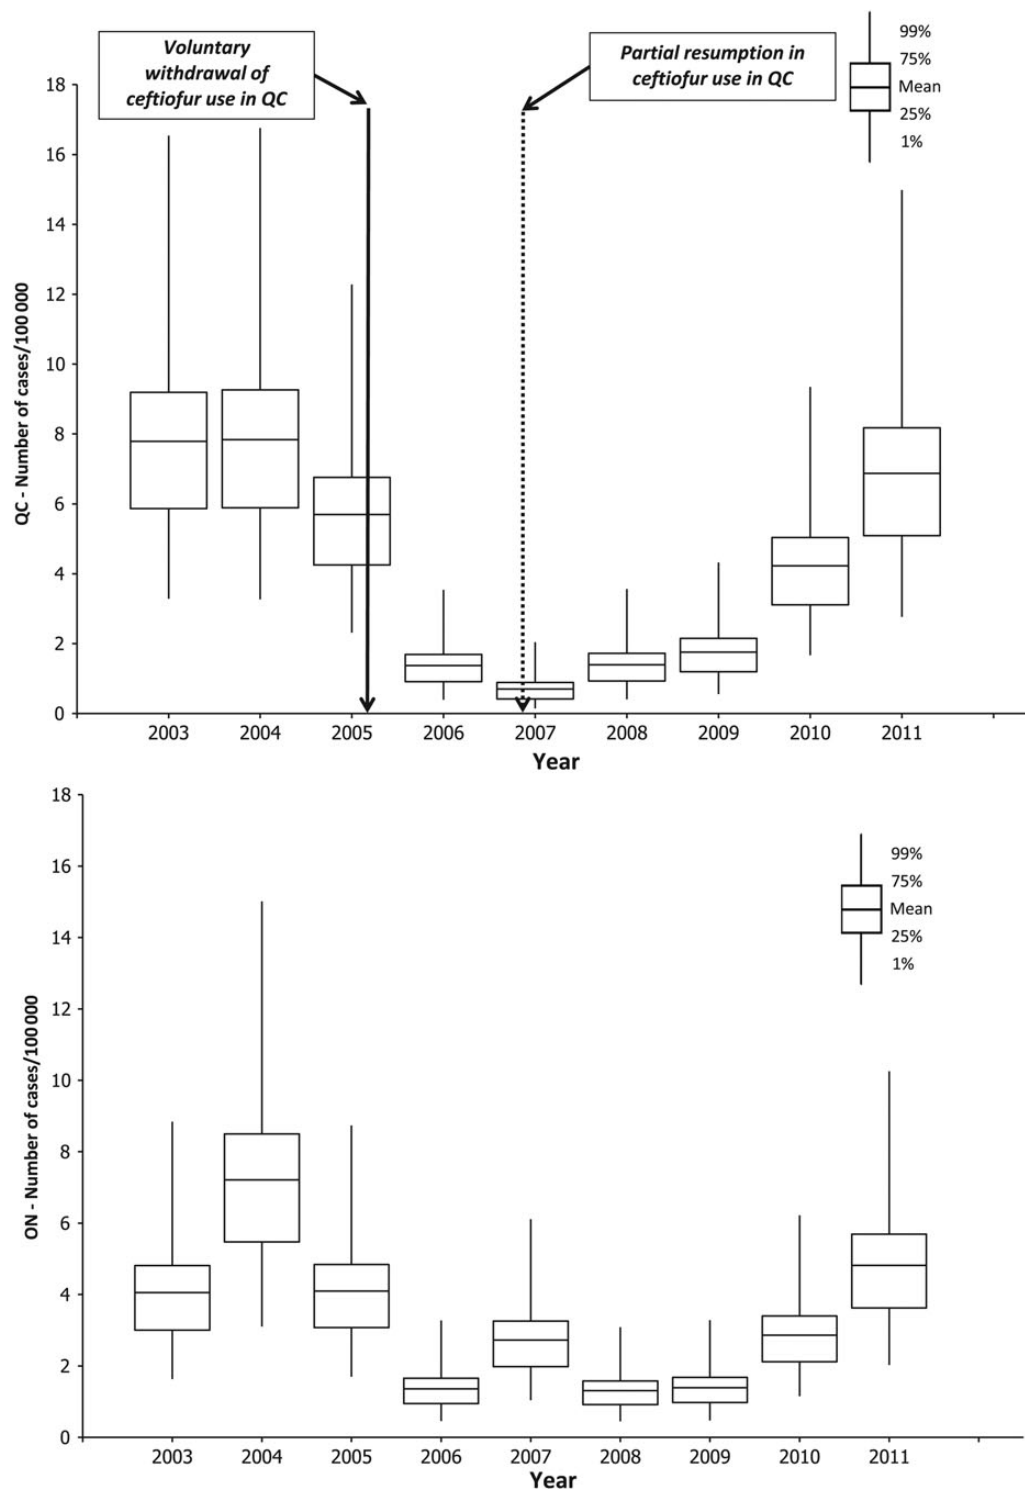 Voluntary
withdrawal of
ceftiofur use in QC
Partial resumption in
ceftiofur use in QC
99%
75%
Mean
25%
1%
QC - Number of cases/100 000
18
16
14
12
10
8
6
4
2
0
2003 2004 2005 2006 2007 2008 2009 2010 2011
Year
99%
75%
Mean
25%
1%
ON - Number of cases/100 000
18
16
14
12
10
8
6
4
2
0
2003 2004 2005 2006 2007 2008 2009 2010 2011
Year